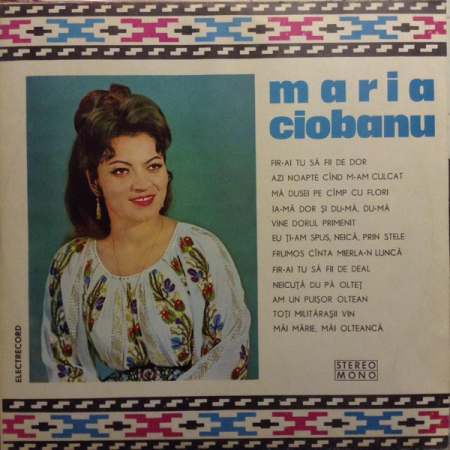 maria
ciobanu
FIR-AI TU SĂ FII DE DOR
AZI NOAPTE CÎND M-AM CULCAT
MĂ DUSEI PE CÎMP CU FLORI
IA-MĂ DOR ȘI DU-MĂ, DU-MĂ
VINE DORUL PRIMENIT
EU ȚI-AM SPUS, NEICĂ, PRIN STELE
FRUMOS CÎNTA MIERLA-N LUNCĂ
FIR-AI TU SĂ FII DE DEAL
NEICUȚĂ DU PĂ OLTEȚ
AM UN PUIȘOR OLTEAN
TOȚI MILITĂRAȘII VIN
MĂI MĂRIE, MĂI OLTEANCĂ
STEREO
MONO
ELECTRECORD